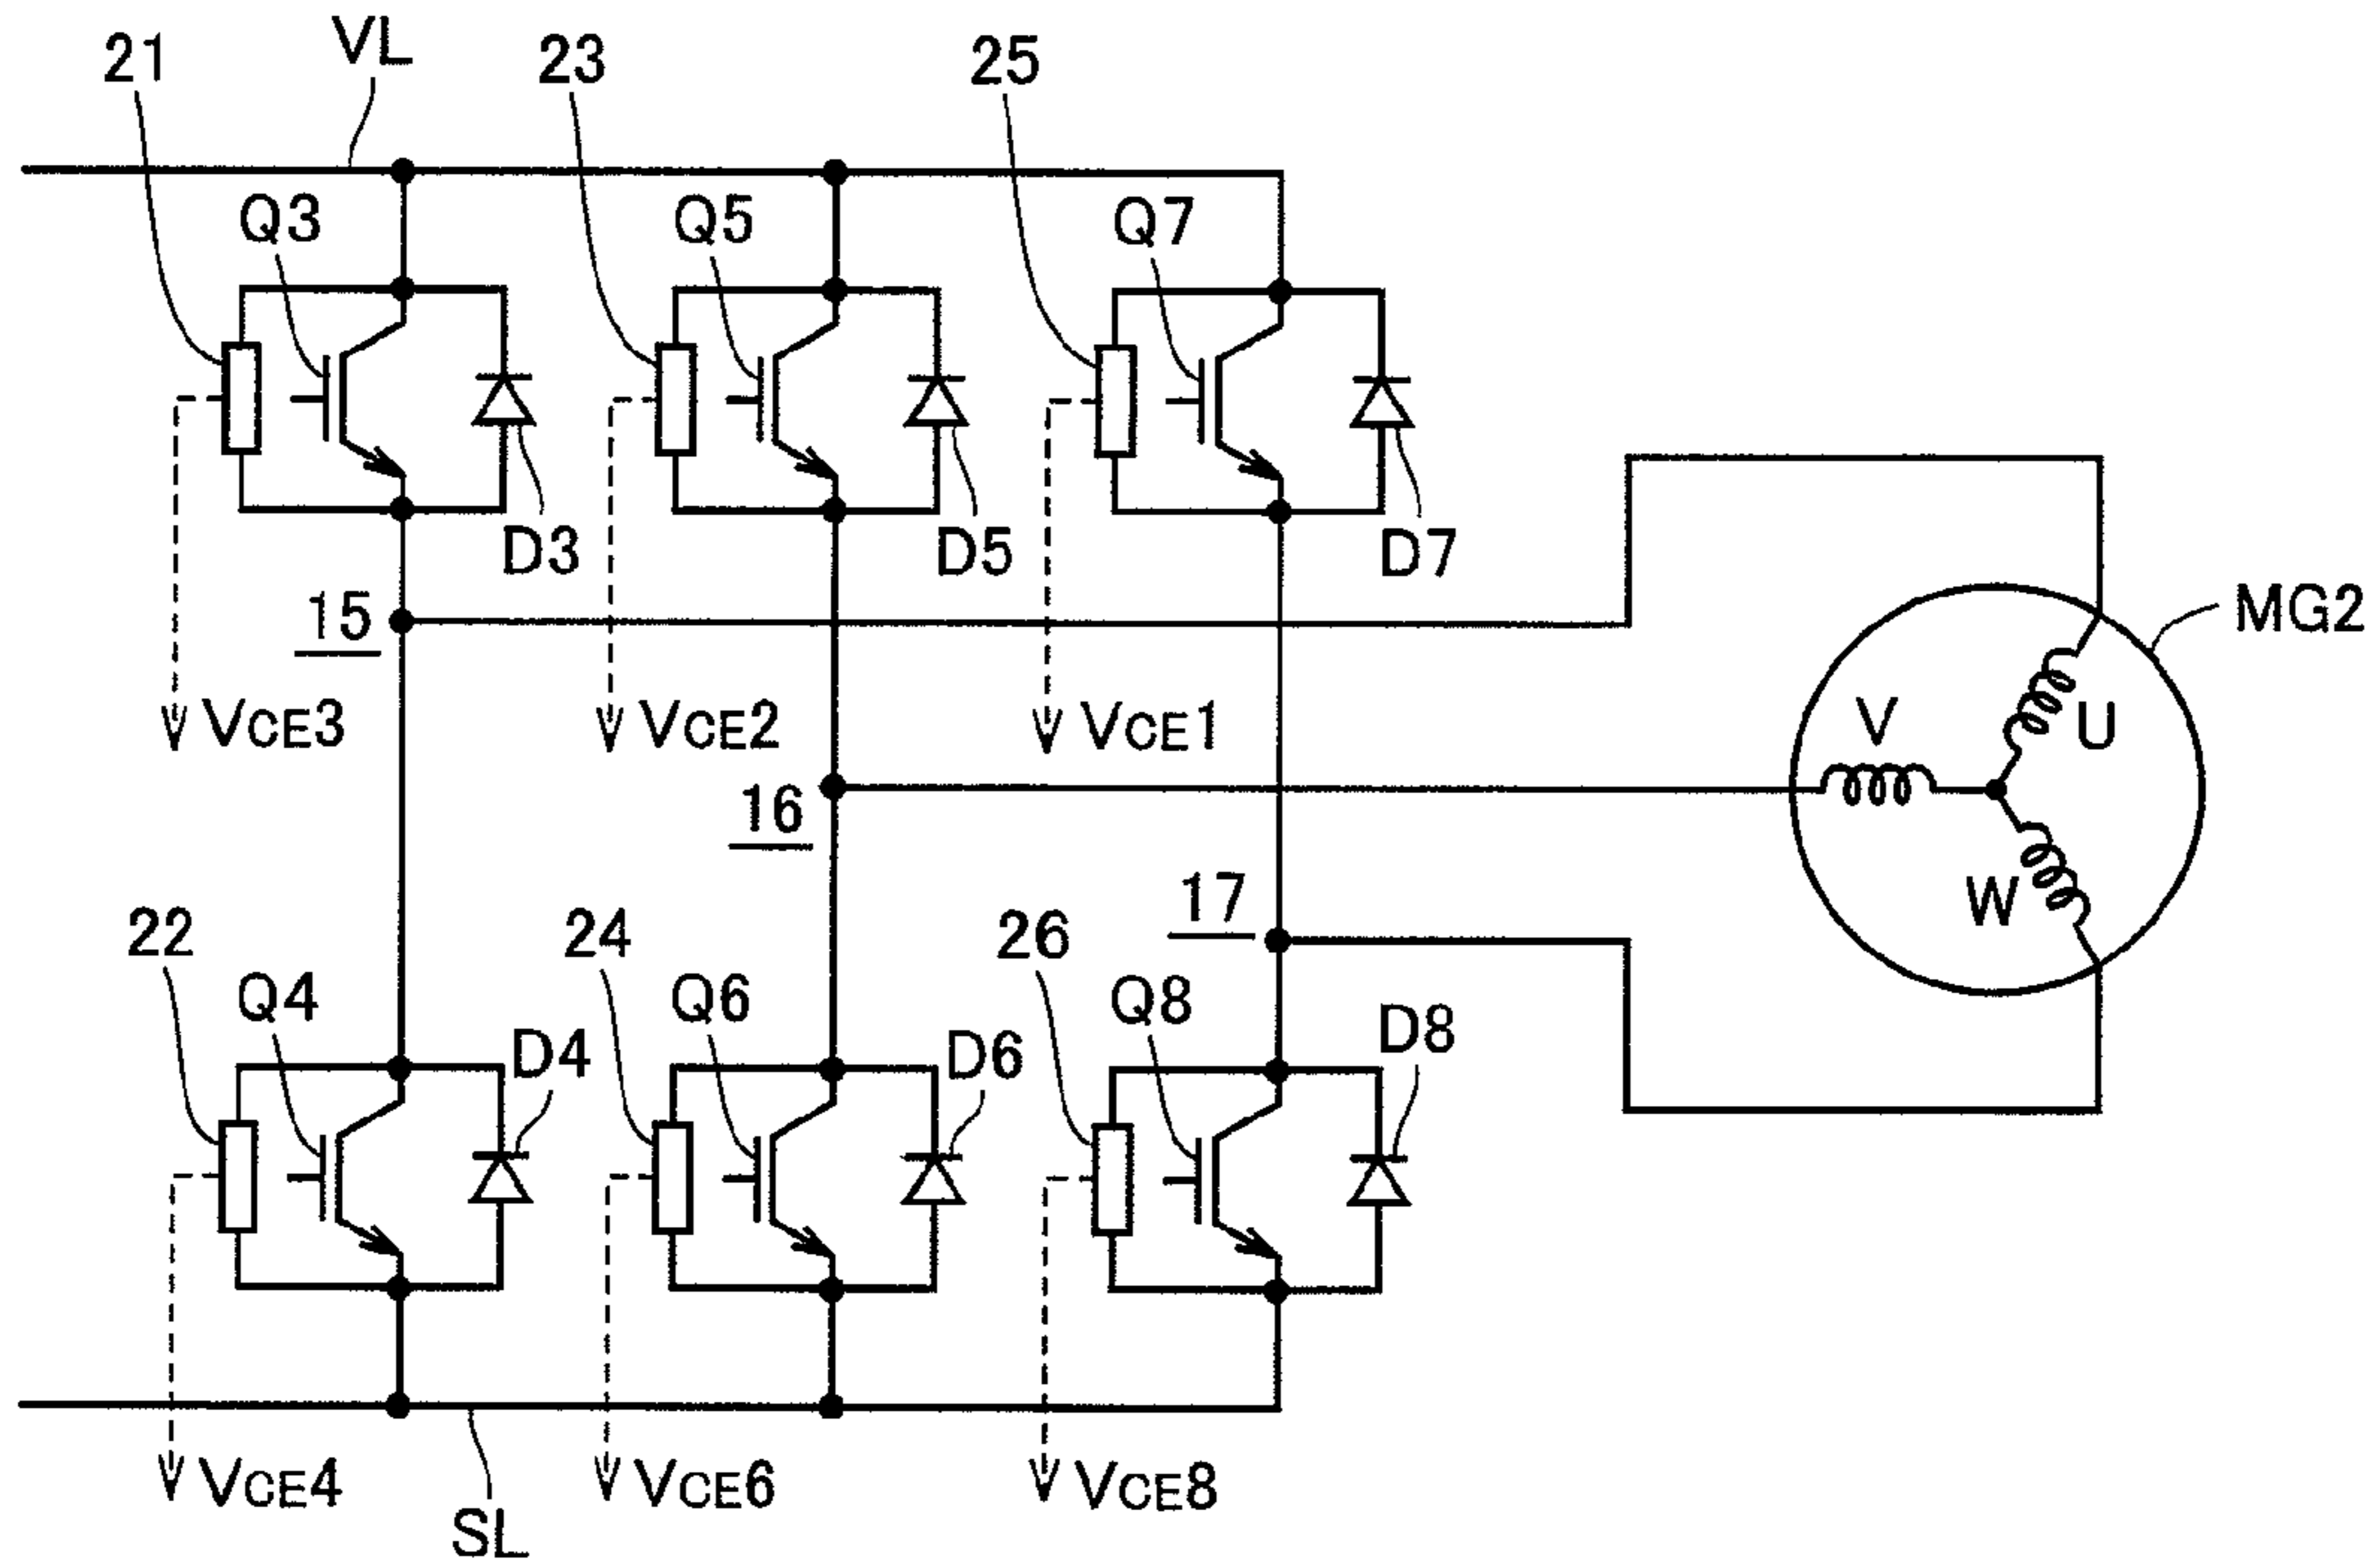 VL
21
23
25
Q3
Q5
Q7
D3
D5
D7
15
MG2
VCE3
VCE2
VCE1
V
U
16
17
W
22
24
26
Q4
Q6
Q8
D4
D6
D8
VCE4
VCE6
VCE8
SL